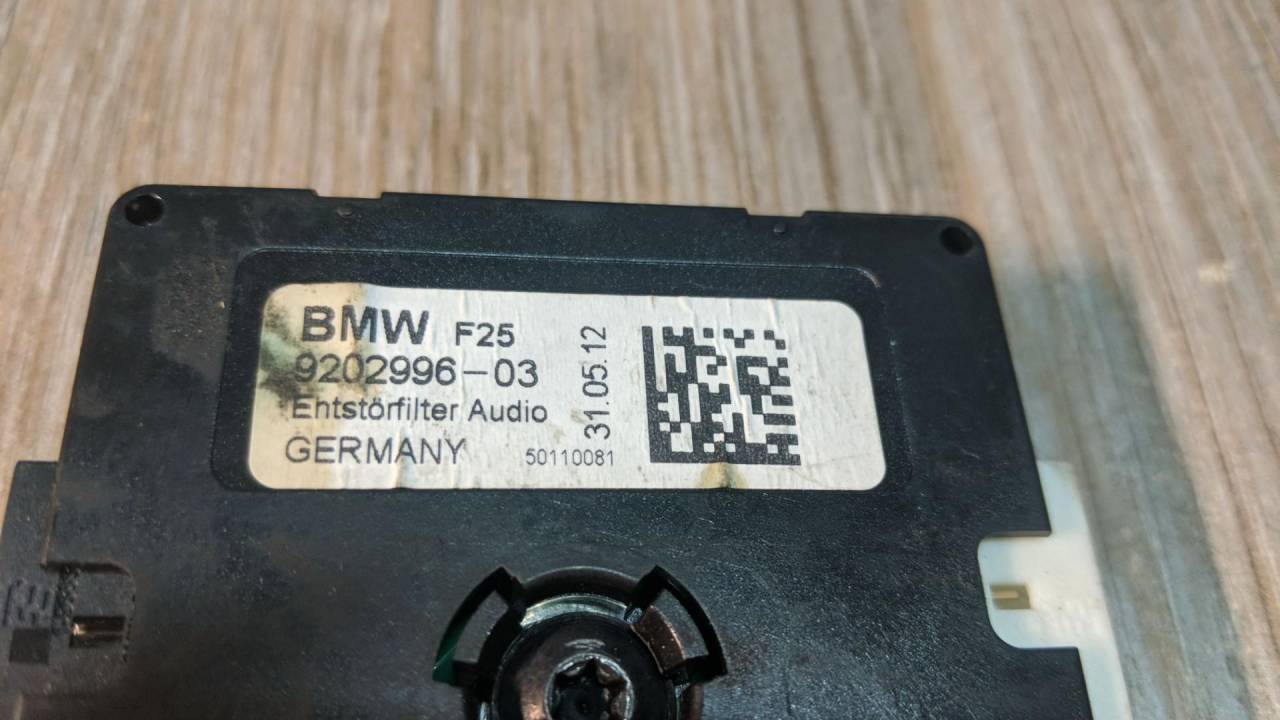 BMW F25
9202996-03
Entstörfilter Audio
GERMANY 50110081
31.05.12